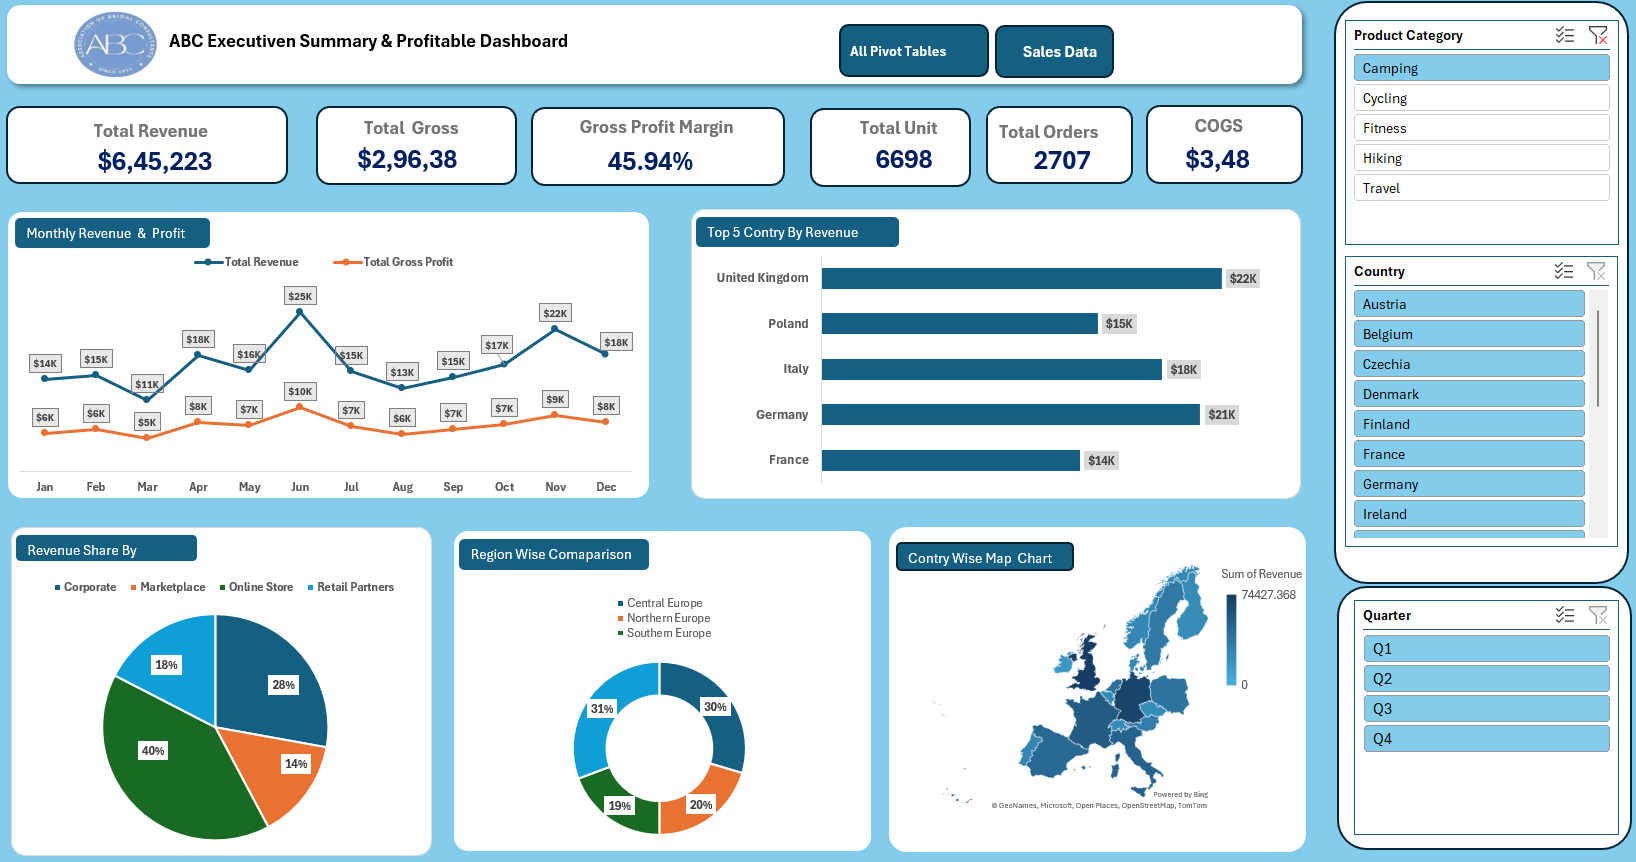 ASSOCIATION OF BRIDAL CONSULTANTS
ABC
SINCE 1955
ABC Executiven Summary & Profitable Dashboard
All Pivot Tables
Sales Data
Total Revenue
$6,45,223
Total Gross
$2,96,38
Gross Profit Margin
45.94%
Total Unit
6698
Total Orders
2707
COGS
$3,48
Monthly Revenue & Profit
Total Revenue
Total Gross Profit
$14K
$15K
$11K
$18K
$16K
$25K
$15K
$13K
$15K
$17K
$22K
$18K
$6K
$6K
$5K
$8K
$7K
$10K
$7K
$6K
$7K
$7K
$9K
$8K
Jan Feb Mar Apr May Jun Jul Aug Sep Oct Nov Dec
Top 5 Contry By Revenue
United Kingdom $22K
Poland $15K
Italy $18K
Germany $21K
France $14K
Revenue Share By
Corporate Marketplace Online Store Retail Partners
28%
14%
40%
18%
Region Wise Comaparison
Central Europe
Northern Europe
Southern Europe
30%
20%
19%
31%
Contry Wise Map Chart
Sum of Revenue
74427.368
0
Powered by Bing
© GeoNames, Microsoft, Open Places, OpenStreetMap, TomTom
Product Category
Camping
Cycling
Fitness
Hiking
Travel
Country
Austria
Belgium
Czechia
Denmark
Finland
France
Germany
Ireland
Quarter
Q1
Q2
Q3
Q4